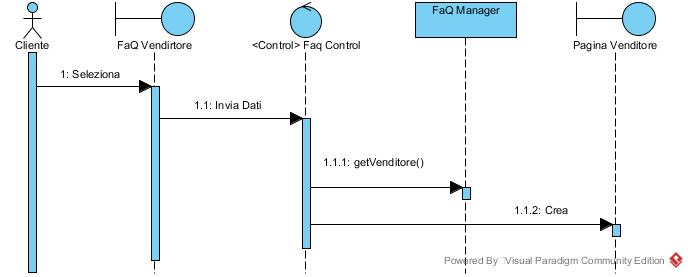 FaQ Manager
Cliente
FaQ Vendirtore
<Control> Faq Control
Pagina Venditore
1: Seleziona
1.1: Invia Dati
1.1.1: getVenditore()
1.1.2: Crea
Powered By Visual Paradigm Community Edition